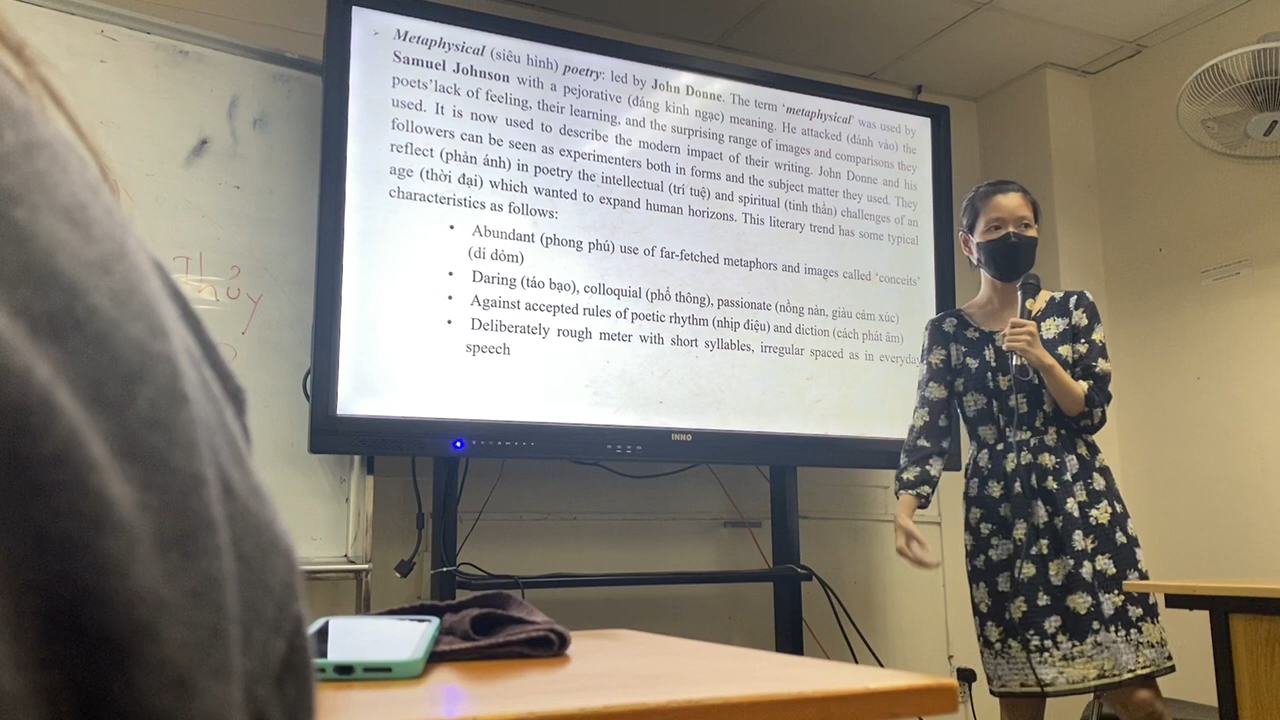 Metaphysical (siêu hình) poetry: led by John Donne. The term 'metaphysical' was used by
Samuel Johnson with a pejorative (đáng kinh ngạc) meaning. He attacked (đánh vào) the
poets'lack of feeling, their learning, and the surprising range of images and comparisons they
used. It is now used to describe the modern impact of their writing. John Donne and his
followers can be seen as experimenters both in forms and the subject matter they used. They
reflect (phản ánh) in poetry the intellectual (trí tuệ) and spiritual (tinh thần) challenges of an
age (thời đại) which wanted to expand human horizons. This literary trend has some typical
characteristics as follows:
• Abundant (phong phú) use of far-fetched metaphors and images called 'conceits'
(dí dỏm)
• Daring (táo bạo), colloquial (phổ thông), passionate (nồng nàn, giàu cảm xúc)
• Against accepted rules of poetic rhythm (nhịp điệu) and diction (cách phát âm)
• Deliberately rough meter with short syllables, irregular spaced as in everyday
speech
INNO
Thủy